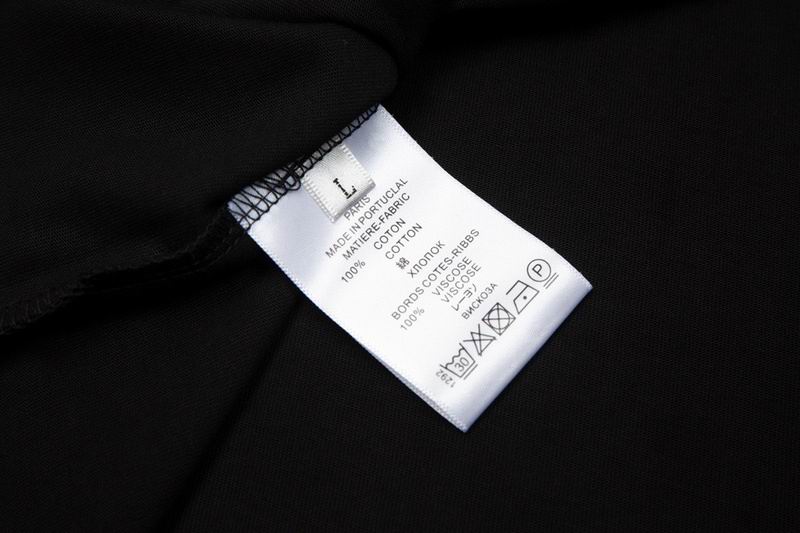 L
PARIS
MADE IN PORTUCLAL
MATIERE-FABRIC
100% COTON
COTTON
綿
ХЛОПОК
BORDS COTES-RIBBS
100% VISCOSE
VISCOSE
レーヨン
ВИСКОЗА
30
P
1292